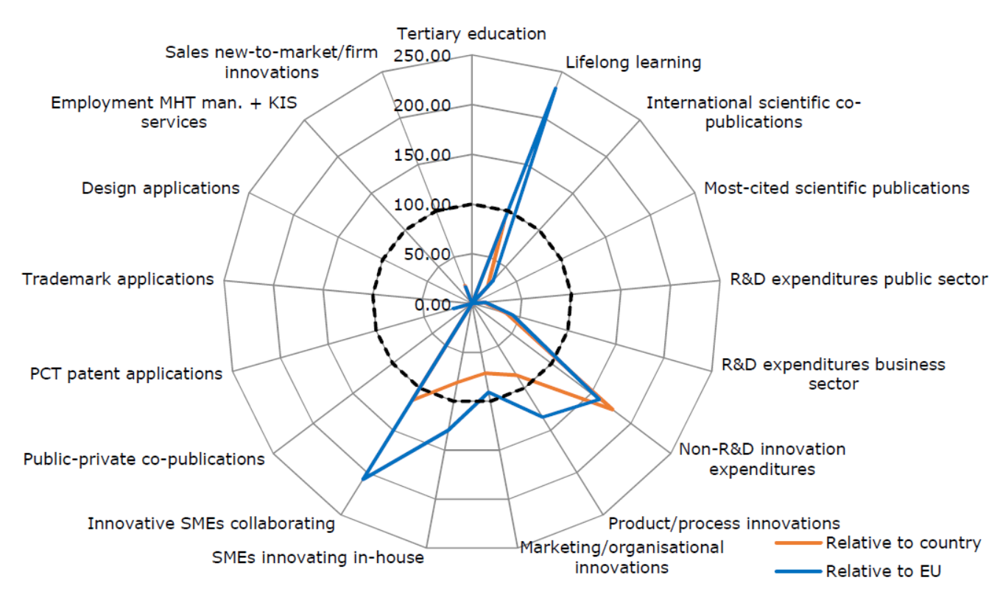 Tertiary education
Sales new-to-market/firm
innovations
250.00
Lifelong learning
Employment MHT man. + KIS
services
200.00
International scientific co-
publications
150.00
Design applications
Most-cited scientific publications
100.00
50.00
Trademark applications
R&D expenditures public sector
0.00
PCT patent applications
R&D expenditures business
sector
Public-private co-publications
Non-R&D innovation
expenditures
Innovative SMEs collaborating
Product/process innovations
SMEs innovating in-house
Marketing/organisational
innovations
Relative to country
Relative to EU